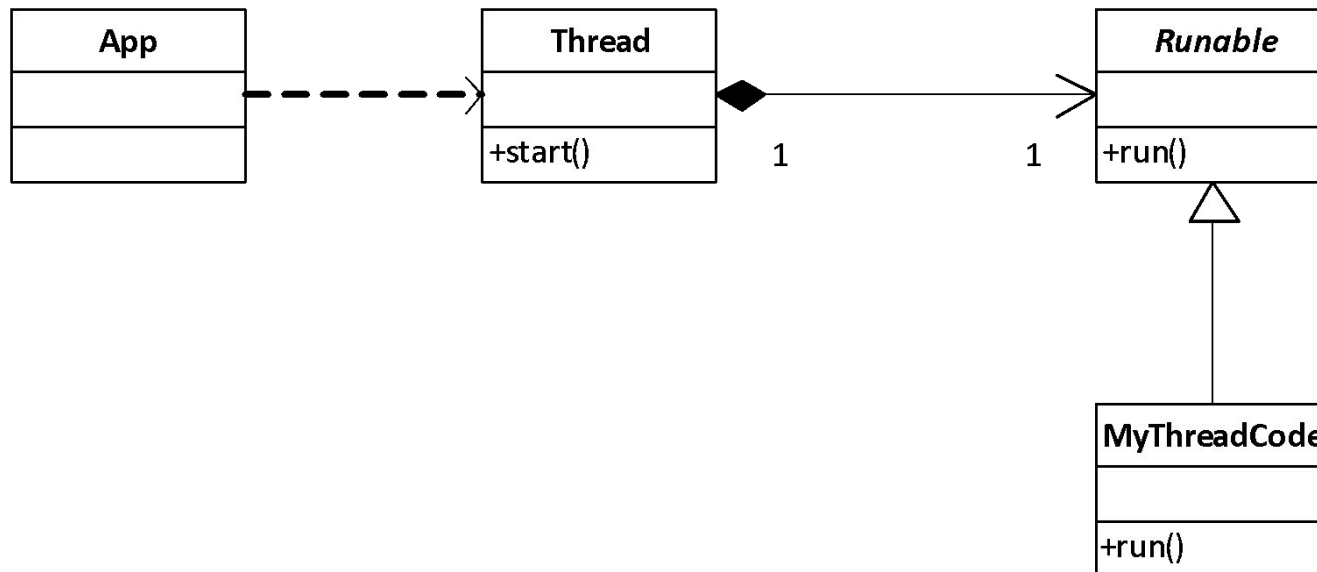 App
Thread
Runable
+start()
1
1
+run()
MyThreadCode
+run()